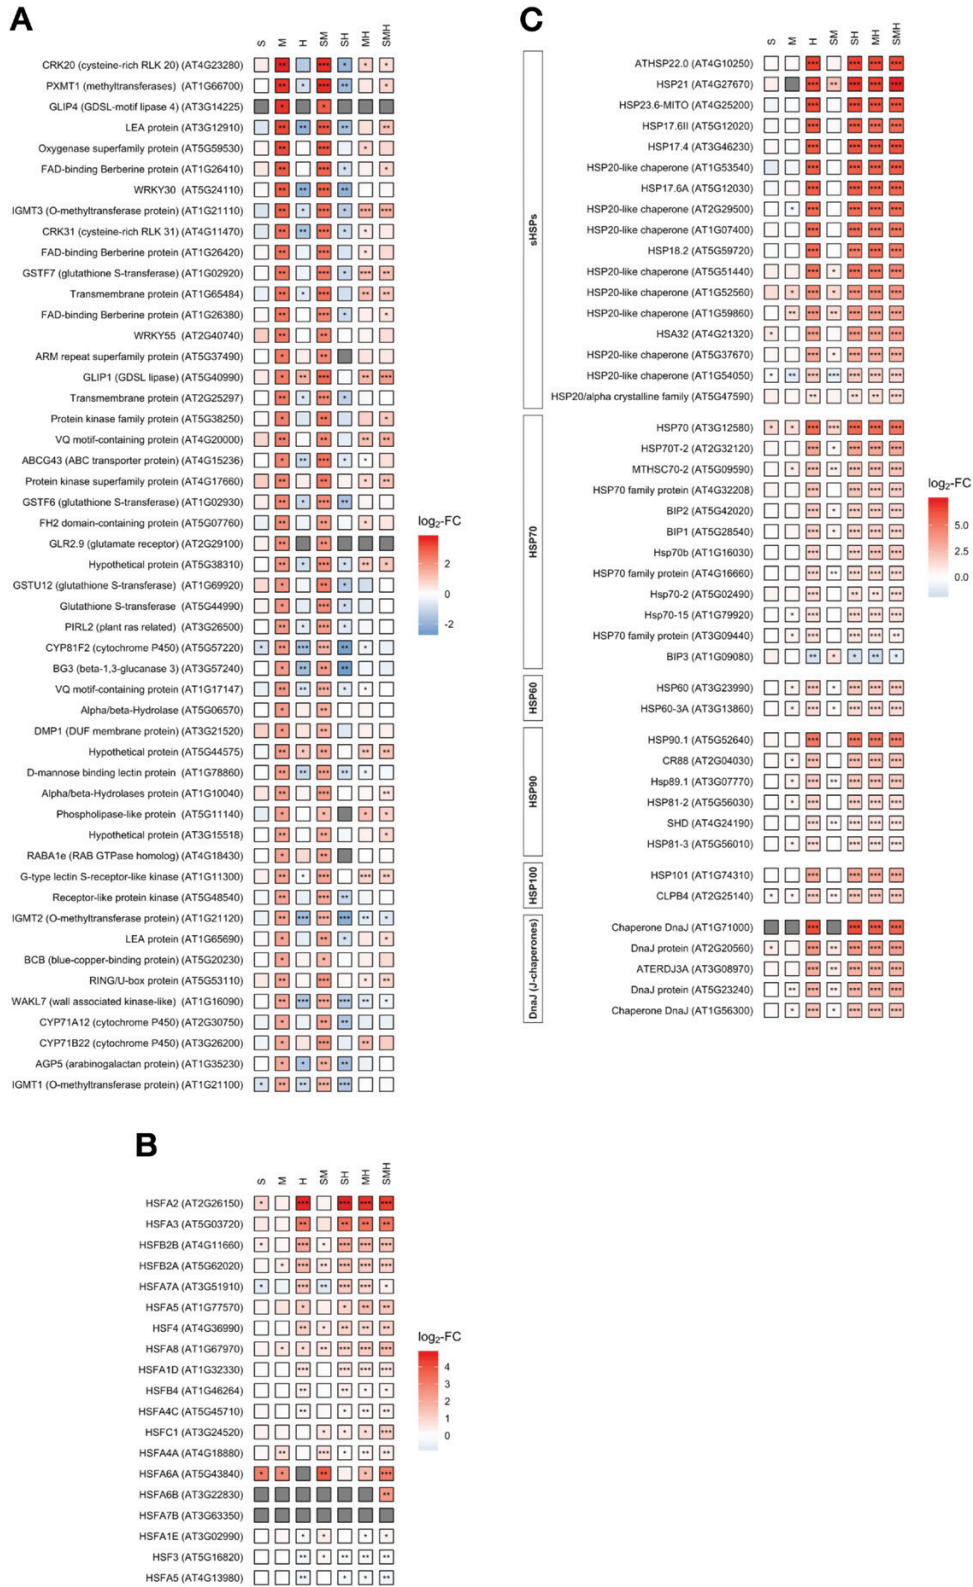 A
S M H SM SH MH SMH
CRK20 (cysteine-rich RLK 20) (AT4G23280)
PXMT1 (methyltransferases) (AT1G66700)
GLIP4 (GDSL-motif lipase 4) (AT3G14225)
LEA protein (AT3G12910)
Oxygenase superfamily protein (AT5G59530)
FAD-binding Berberine protein (AT1G26410)
WRKY30 (AT5G24110)
IGMT3 (O-methyltransferase protein) (AT1G21110)
CRK31 (cysteine-rich RLK 31) (AT4G11470)
FAD-binding Berberine protein (AT1G26420)
GSTF7 (glutathione S-transferase) (AT1G02920)
Transmembrane protein (AT1G65484)
FAD-binding Berberine protein (AT1G26380)
WRKY55 (AT2G40740)
ARM repeat superfamily protein (AT5G37490)
GLIP1 (GDSL lipase) (AT5G40990)
Transmembrane protein (AT2G25297)
Protein kinase family protein (AT5G38250)
VQ motif-containing protein (AT4G20000)
ABCG43 (ABC transporter protein) (AT4G15236)
Protein kinase superfamily protein (AT4G17660)
GSTF6 (glutathione S-transferase) (AT1G02930)
FH2 domain-containing protein (AT5G07760)
GLR2.9 (glutamate receptor) (AT2G29100)
Hypothetical protein (AT5G38310)
GSTU12 (glutathione S-transferase) (AT1G69920)
Glutathione S-transferase (AT5G44990)
PIRL2 (plant ras related) (AT3G26500)
CYP81F2 (cytochrome P450) (AT5G57220)
BG3 (beta-1,3-glucanase 3) (AT3G57240)
VQ motif-containing protein (AT1G17147)
Alpha/beta-Hydrolase (AT5G06570)
DMP1 (DUF membrane protein) (AT3G21520)
Hypothetical protein (AT5G44575)
D-mannose binding lectin protein (AT1G78860)
Alpha/beta-Hydrolases protein (AT1G10040)
Phospholipase-like protein (AT5G11140)
Hypothetical protein (AT3G15518)
RABA1e (RAB GTPase homolog) (AT4G18430)
G-type lectin S-receptor-like kinase (AT1G11300)
Receptor-like protein kinase (AT5G48540)
IGMT2 (O-methyltransferase protein) (AT1G21120)
LEA protein (AT1G65690)
BCB (blue-copper-binding protein) (AT5G20230)
RING/U-box protein (AT5G53110)
WAKL7 (wall associated kinase-like) (AT1G16090)
CYP71A12 (cytochrome P450) (AT2G30750)
CYP71B22 (cytochrome P450) (AT3G26200)
AGP5 (arabinogalactan protein) (AT1G35230)
IGMT1 (O-methyltransferase protein) (AT1G21100)
log2-FC
2
0
-2
B
S M H SM SH MH SMH
HSFA2 (AT2G26150)
HSFA3 (AT5G03720)
HSFB2B (AT4G11660)
HSFB2A (AT5G62020)
HSFA7A (AT3G51910)
HSFA5 (AT1G77570)
HSF4 (AT4G36990)
HSFA8 (AT1G67970)
HSFA1D (AT1G32330)
HSFB4 (AT1G46264)
HSFA4C (AT5G45710)
HSFC1 (AT3G24520)
HSFA4A (AT4G18880)
HSFA6A (AT5G43840)
HSFA6B (AT3G22830)
HSFA7B (AT3G63350)
HSFA1E (AT3G02990)
HSF3 (AT5G16820)
HSFA5 (AT4G13980)
log2-FC
4
3
2
1
0
C
S M H SM SH MH SMH
sHSPs
ATHSP22.0 (AT4G10250)
HSP21 (AT4G27670)
HSP23.6-MITO (AT4G25200)
HSP17.6II (AT5G12020)
HSP17.4 (AT3G46230)
HSP20-like chaperone (AT1G53540)
HSP17.6A (AT5G12030)
HSP20-like chaperone (AT2G29500)
HSP20-like chaperone (AT1G07400)
HSP18.2 (AT5G59720)
HSP20-like chaperone (AT5G51440)
HSP20-like chaperone (AT1G52560)
HSP20-like chaperone (AT1G59860)
HSA32 (AT4G21320)
HSP20-like chaperone (AT5G37670)
HSP20-like chaperone (AT1G54050)
HSP20/alpha crystalline family (AT5G47590)
HSP70
HSP70 (AT3G12580)
HSP70T-2 (AT2G32120)
MTHSC70-2 (AT5G09590)
HSP70 family protein (AT4G32208)
BIP2 (AT5G42020)
BIP1 (AT5G28540)
Hsp70b (AT1G16030)
HSP70 family protein (AT4G16660)
Hsp70-2 (AT5G02490)
Hsp70-15 (AT1G79920)
HSP70 family protein (AT3G09440)
BIP3 (AT1G09080)
HSP60
HSP60 (AT3G23990)
HSP60-3A (AT3G13860)
HSP90
HSP90.1 (AT5G52640)
CR88 (AT2G04030)
Hsp89.1 (AT3G07770)
HSP81-2 (AT5G56030)
SHD (AT4G24190)
HSP81-3 (AT5G56010)
HSP100
HSP101 (AT1G74310)
CLPB4 (AT2G25140)
DnaJ (J-chaperones)
Chaperone DnaJ (AT1G71000)
DnaJ protein (AT2G20560)
ATERDJ3A (AT3G08970)
DnaJ protein (AT5G23240)
Chaperone DnaJ (AT1G56300)
log2-FC
5.0
2.5
0.0